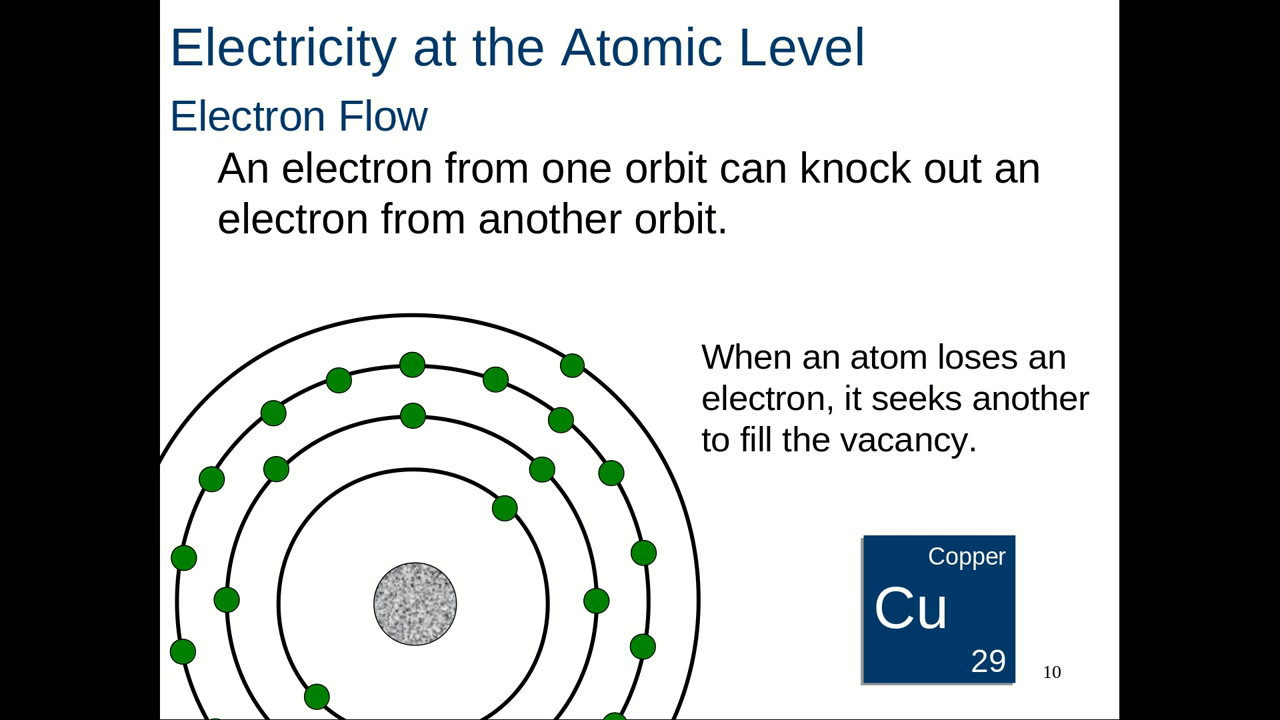 Electricity at the Atomic Level
Electron Flow
An electron from one orbit can knock out an
electron from another orbit.
When an atom loses an
electron, it seeks another
to fill the vacancy.
Copper
Cu
29
10